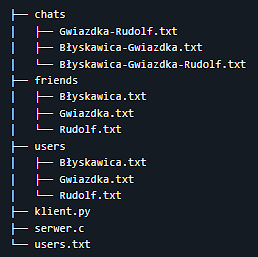 ├── chats
│   ├── Gwiazdka-Rudolf.txt
│   ├── Błyskawica-Gwiazdka.txt
│   └── Błyskawica-Gwiazdka-Rudolf.txt
├── friends
│   ├── Błyskawica.txt
│   ├── Gwiazdka.txt
│   └── Rudolf.txt
├── users
│   ├── Błyskawica.txt
│   ├── Gwiazdka.txt
│   └── Rudolf.txt
├── klient.py
├── serwer.c
└── users.txt